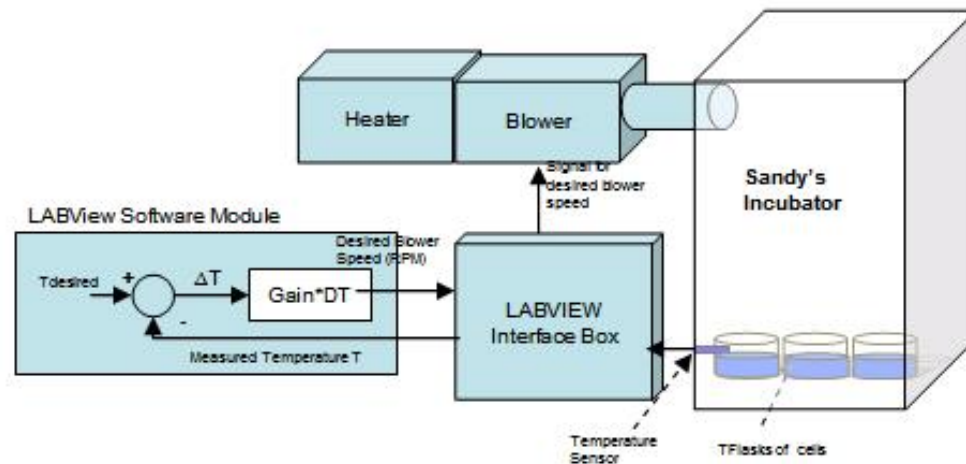 Heater
Blower
Signal for
desired blower
speed
Sandy's
Incubator
LABView Software Module
Desired Blower
Speed (RPM)
Tdesired
+
ΔT
Gain*DT
-
Measured Temperature T
LABVIEW
Interface Box
Temperature
Sensor
TFlasks of cells